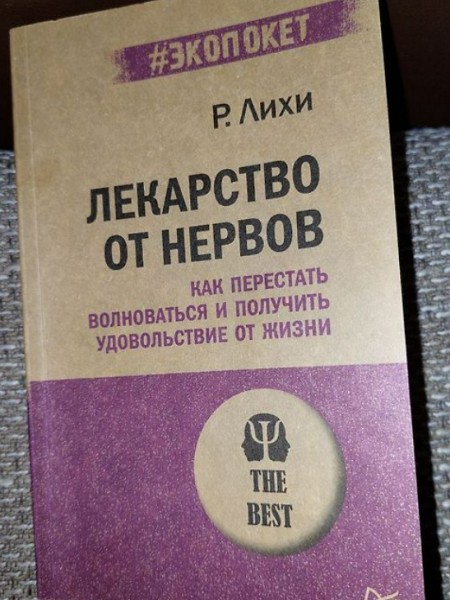 #ЭКОПОКЕТ
Р. Лихи
ЛЕКАРСТВО
ОТ НЕРВОВ
КАК ПЕРЕСТАТЬ
ВОЛНОВАТЬСЯ И ПОЛУЧИТЬ
УДОВОЛЬСТВИЕ ОТ ЖИЗНИ
Ψ
THE
BEST